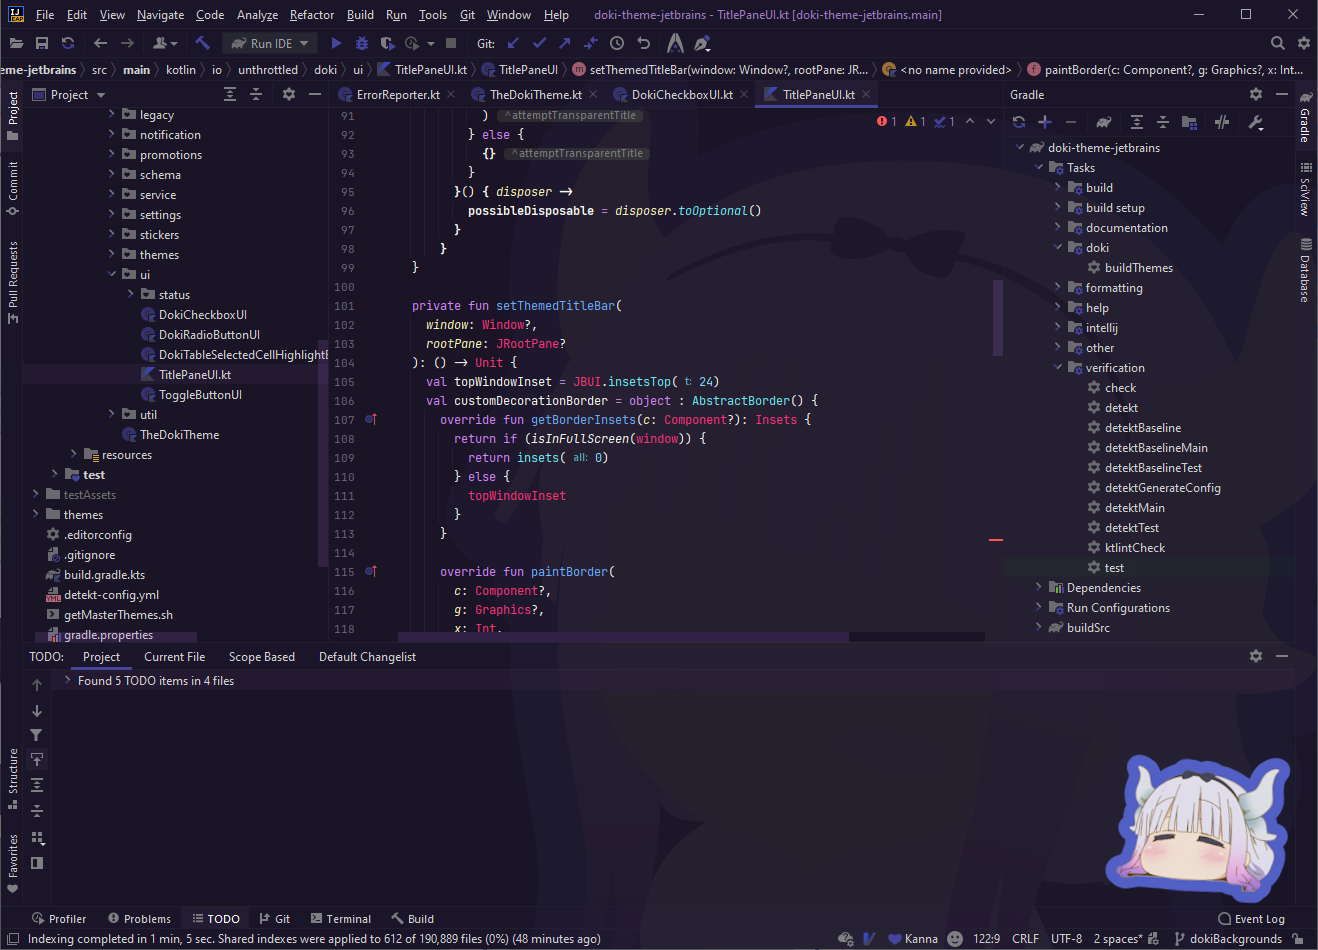 IJ
EAP
File Edit View Navigate Code Analyze Refactor Build Run Tools Git Window Help doki-theme-jetbrains - TitlePaneUI.kt [doki-theme-jetbrains.main]
Run IDE Git:
eme-jetbrains src main kotlin io unthrottled doki ui TitlePaneUI.kt TitlePaneUI m setThemedTitleBar(window: Window?, rootPane: JR... <no name provided> f paintBorder(c: Component?, g: Graphics?, x: Int...
Project
Commit
Pull Requests
Structure
Favorites
Project
legacy
notification
promotions
schema
service
settings
stickers
themes
ui
status
DokiCheckboxUI
DokiRadioButtonUI
DokiTableSelectedCellHighlightB
TitlePaneUI.kt
ToggleButtonUI
util
TheDokiTheme
resources
test
testAssets
themes
.editorconfig
.gitignore
build.gradle.kts
detekt-config.yml
getMasterThemes.sh
gradle.properties
ErrorReporter.kt TheDokiTheme.kt DokiCheckboxUI.kt TitlePaneUI.kt
1 1 1
91 ) ^attemptTransparentTitle
92 } else {
93 {} ^attemptTransparentTitle
94 }
95 }() { disposer ->
96 possibleDisposable = disposer.toOptional()
97 }
98 }
99 }
100
101 private fun setThemedTitleBar(
102 window: Window?,
103 rootPane: JRootPane?
104 ): () -> Unit {
105 val topWindowInset = JBUI.insetsTop( t: 24)
106 val customDecorationBorder = object : AbstractBorder() {
107 override fun getBorderInsets(c: Component?): Insets {
108 return if (isInFullScreen(window)) {
109 return insets( all: 0)
110 } else {
111 topWindowInset
112 }
113 }
114
115 override fun paintBorder(
116 c: Component?,
117 g: Graphics?,
118 x: Int,
Gradle
doki-theme-jetbrains
Tasks
build
build setup
documentation
doki
buildThemes
formatting
help
intellij
other
verification
check
detekt
detektBaseline
detektBaselineMain
detektBaselineTest
detektGenerateConfig
detektMain
detektTest
ktlintCheck
test
Dependencies
Run Configurations
buildSrc
Gradle
SciView
Database
TODO: Project Current File Scope Based Default Changelist
Found 5 TODO items in 4 files
Profiler Problems TODO Git Terminal Build Event Log
Indexing completed in 1 min, 5 sec. Shared indexes were applied to 612 of 190,889 files (0%) (48 minutes ago) Kanna 122:9 CRLF UTF-8 2 spaces* dokiBackgrounds